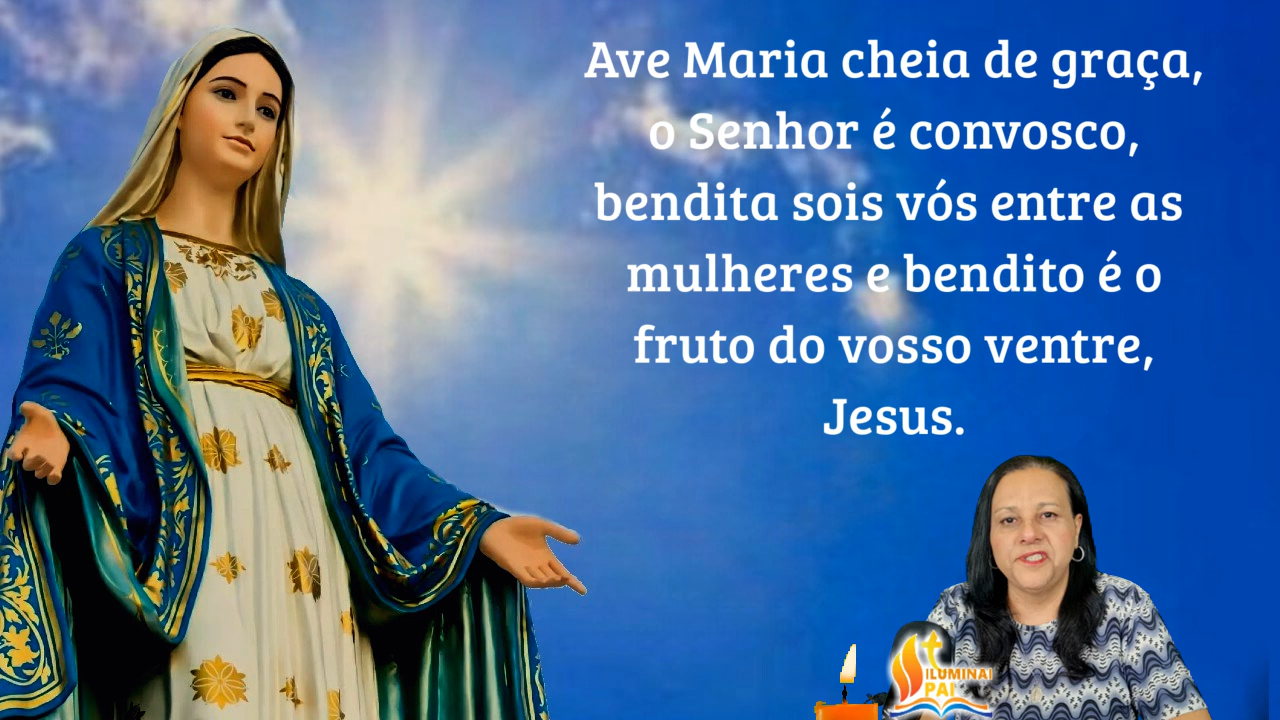 Ave Maria cheia de graça,
o Senhor é convosco,
bendita sois vós entre as
mulheres e bendito é o
fruto do vosso ventre,
Jesus.
ILUMINAI
PAI